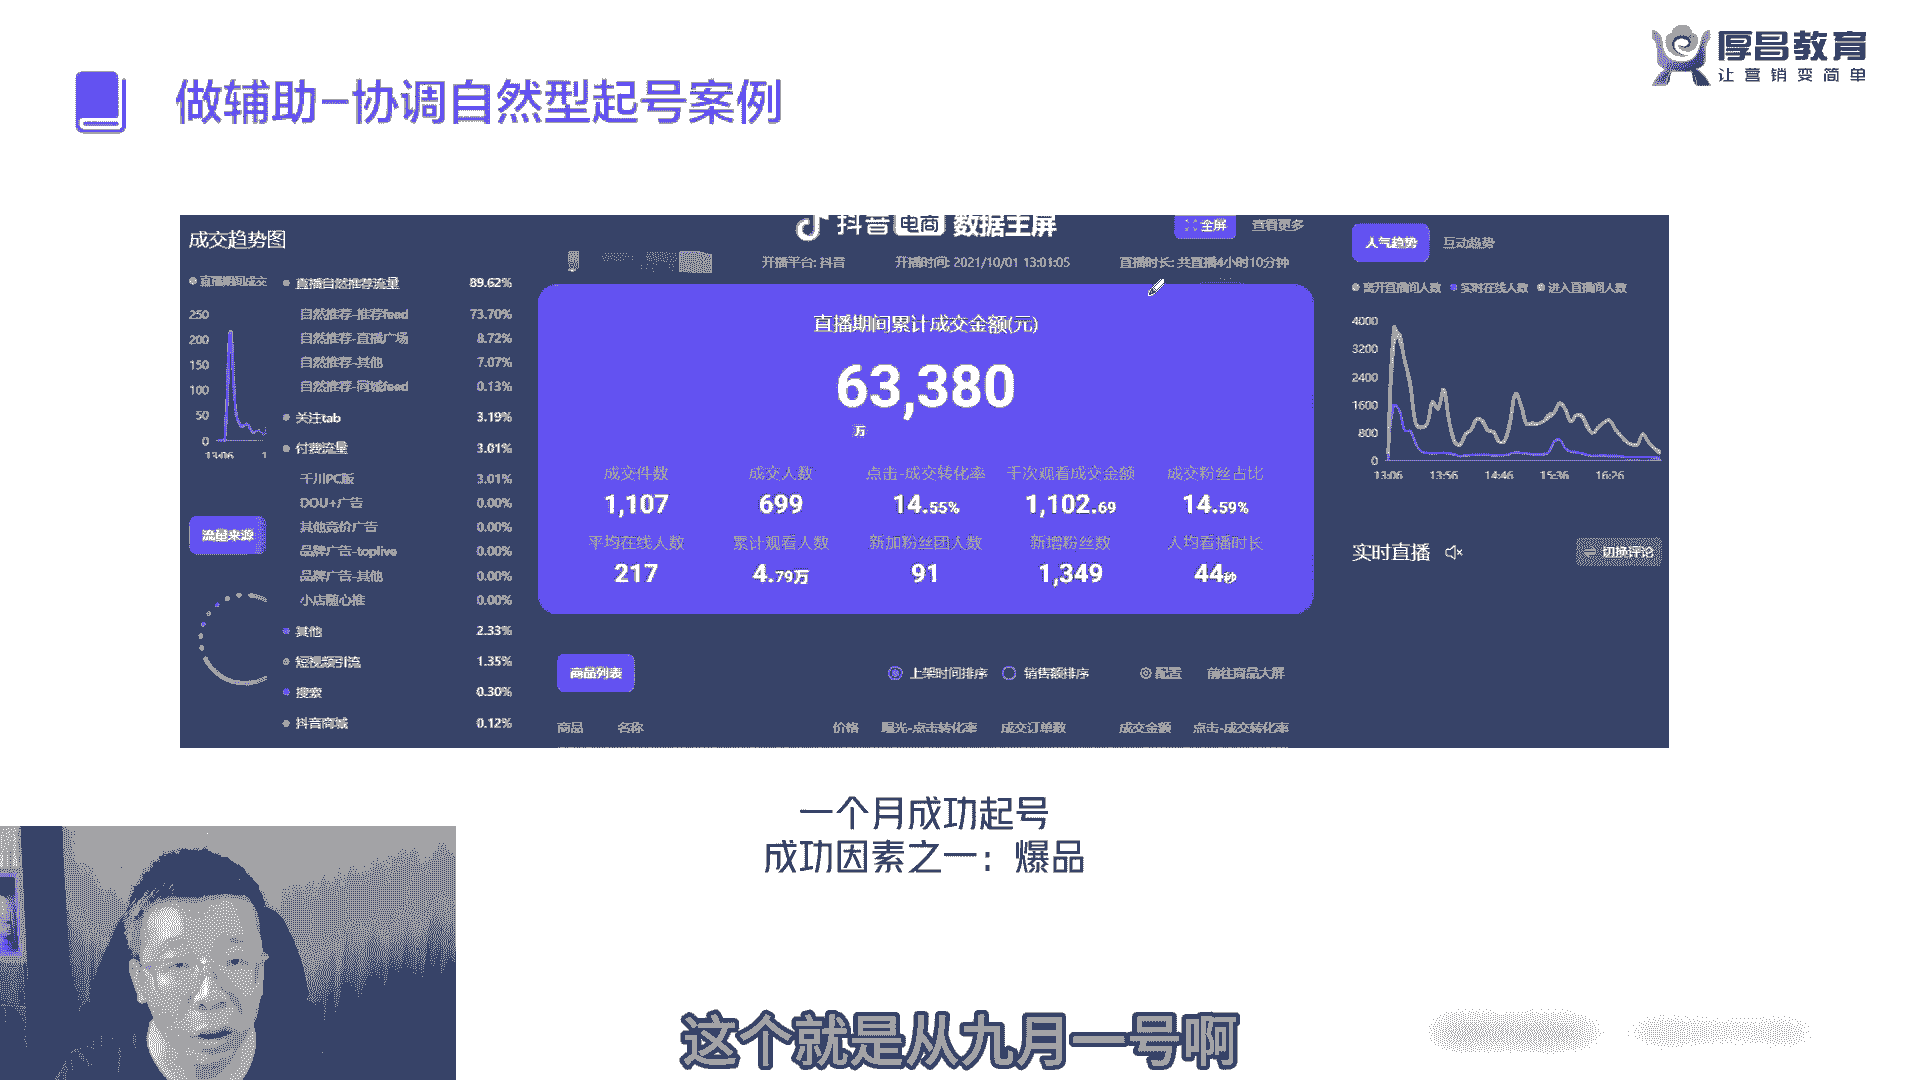 厚昌教育
让营销变简单
做辅助-协调自然型起号案例
成交趋势图
直播期间成交
250
200
150
100
50
0
13:06 1
流量来源
直播自然推荐流量 89.62%
自然推荐-推荐feed 73.70%
自然推荐-直播广场 8.72%
自然推荐-其他 7.07%
自然推荐-同城feed 0.13%
关注tab 3.19%
付费流量 3.01%
千川PC版 3.01%
DOU+广告 0.00%
其他竞价广告 0.00%
品牌广告-toplive 0.00%
品牌广告-其他 0.00%
小店随心推 0.00%
其他 2.33%
短视频引流 1.35%
搜索 0.30%
抖音商城 0.12%
抖音电商 数据主屏
全屏 查看更多
开播平台: 抖音 开播时间: 2021/10/01 13:01:05 直播时长: 共直播4小时10分钟
直播期间累计成交金额(元)
63,380
万
成交件数 成交人数 点击-成交转化率 千次观看成交金额 成交粉丝占比
1,107 699 14.55% 1,102.69 14.59%
平均在线人数 累计观看人数 新加粉丝团人数 新增粉丝数 人均看播时长
217 4.79万 91 1,349 44秒
商品列表 上架时间排序 销售额排序 配置 前往商品大屏
商品 名称 价格 曝光-点击转化率 成交订单数 成交金额 点击-成交转化率
人气趋势 互动趋势
离开直播间人数 实时在线人数 进入直播间人数
4000
3200
2400
1600
800
0
13:06 13:56 14:46 15:36 16:26
实时直播 切换评论
一个月成功起号
成功因素之一：爆品
这个就是从九月一号啊